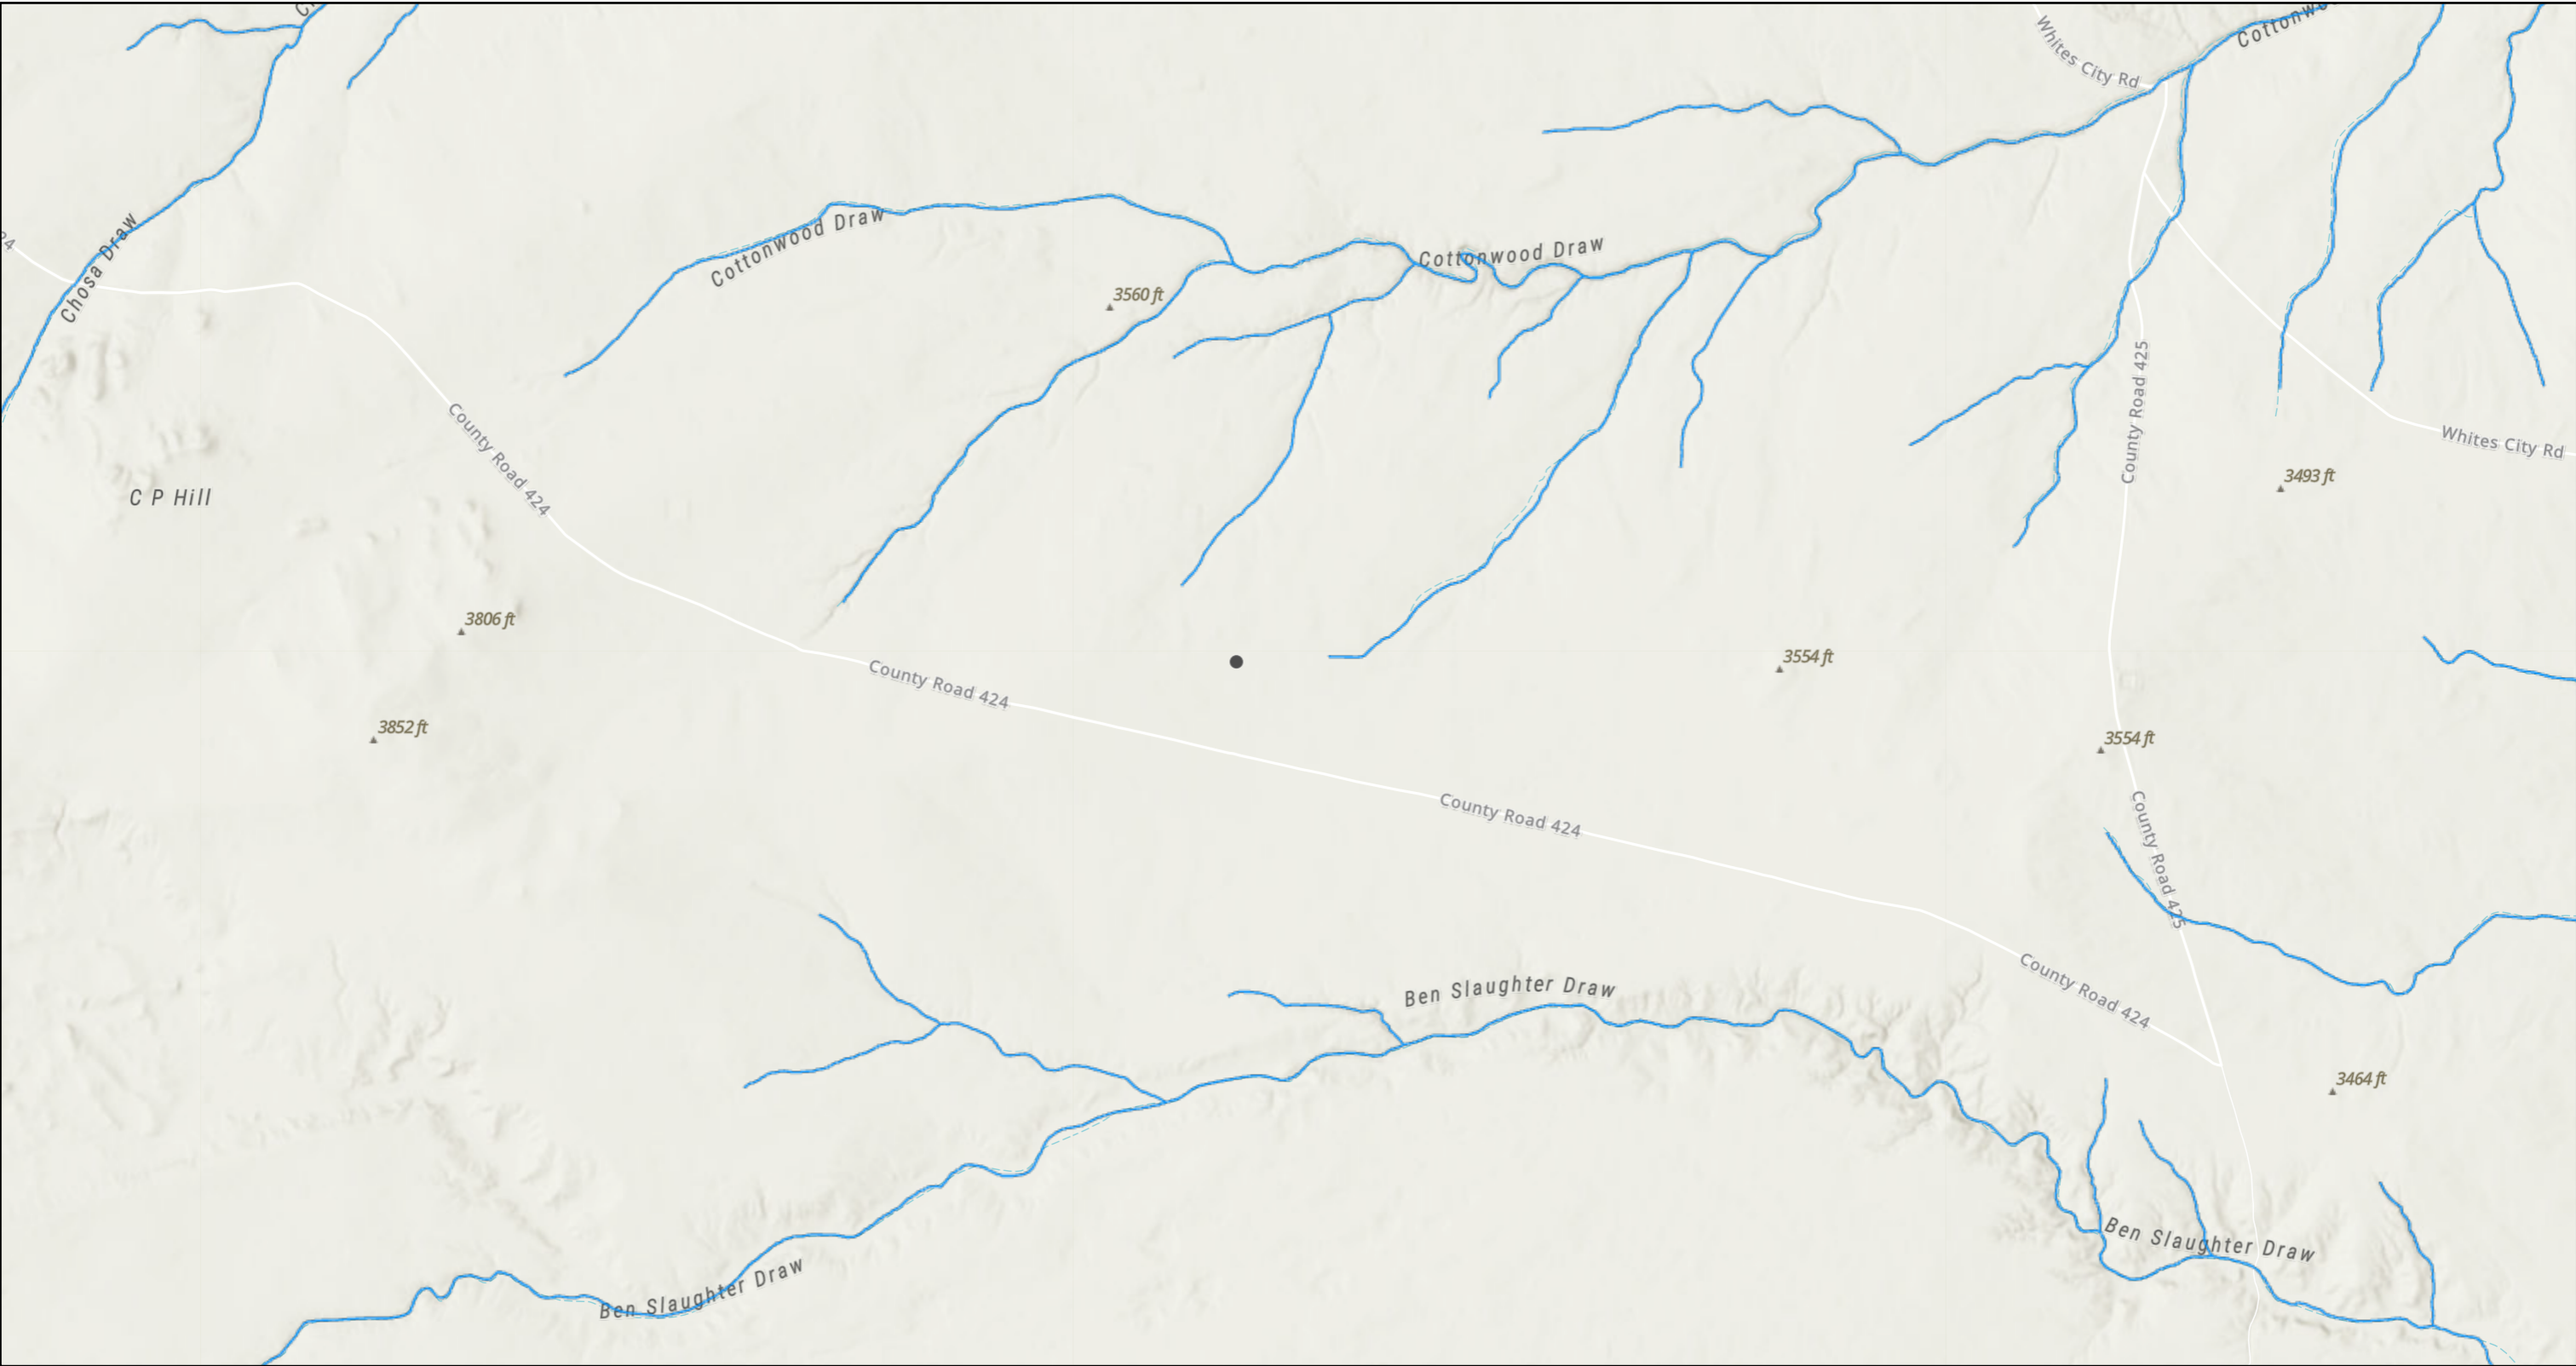 Whites City Rd
Chosa Draw
Cottonwood Draw
Cottonwood Draw
3560 ft
County Road 425
County Road 424
Whites City Rd
3493 ft
C P Hill
3806 ft
3554 ft
County Road 424
3852 ft
3554 ft
County Road 424
County Road 425
County Road 424
Ben Slaughter Draw
3464 ft
Ben Slaughter Draw
Ben Slaughter Draw